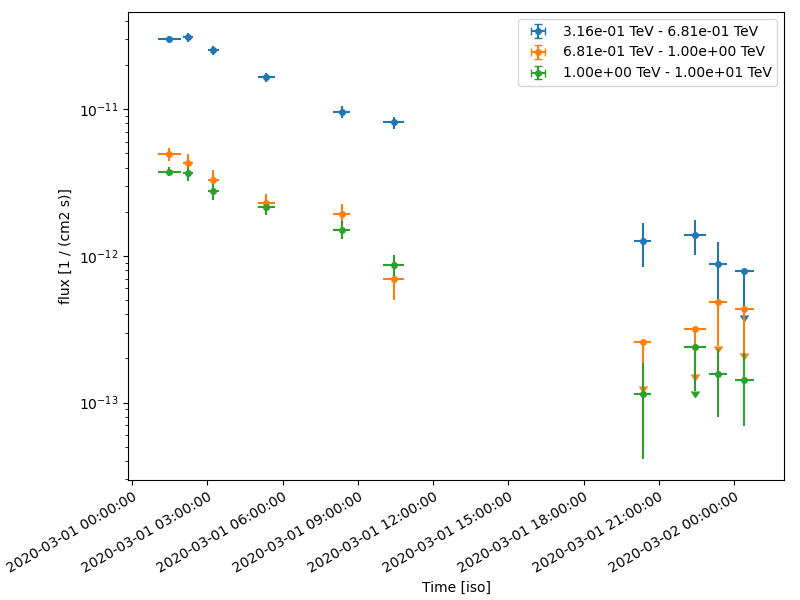 3.16e-01 TeV - 6.81e-01 TeV
6.81e-01 TeV - 1.00e+00 TeV
1.00e+00 TeV - 1.00e+01 TeV
flux [1 / (cm2 s)]
10⁻¹¹
10⁻¹²
10⁻¹³
2020-03-01 00:00:00
2020-03-01 03:00:00
2020-03-01 06:00:00
2020-03-01 09:00:00
2020-03-01 12:00:00
2020-03-01 15:00:00
2020-03-01 18:00:00
2020-03-01 21:00:00
2020-03-02 00:00:00
Time [iso]